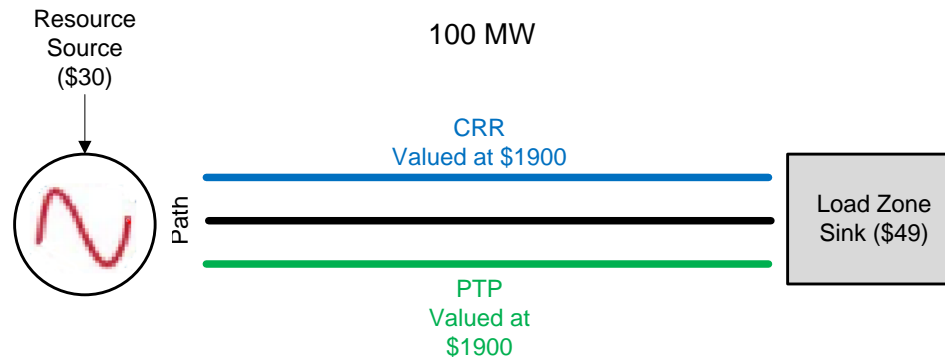 Resource
Source
($30)
100 MW
CRR
Valued at $1900
Path
Load Zone
Sink ($49)
PTP
Valued at
$1900